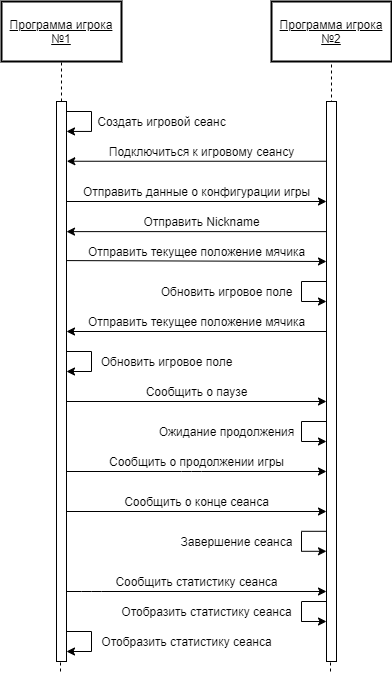 Программа игрока
№1
Программа игрока
№2
Создать игровой сеанс
Подключиться к игровому сеансу
Отправить данные о конфигурации игры
Отправить Nickname
Отправить текущее положение мячика
Обновить игровое поле
Отправить текущее положение мячика
Обновить игровое поле
Сообщить о паузе
Ожидание продолжения
Сообщить о продолжении игры
Сообщить о конце сеанса
Завершение сеанса
Сообщить статистику сеанса
Отобразить статистику сеанса
Отобразить статистику сеанса